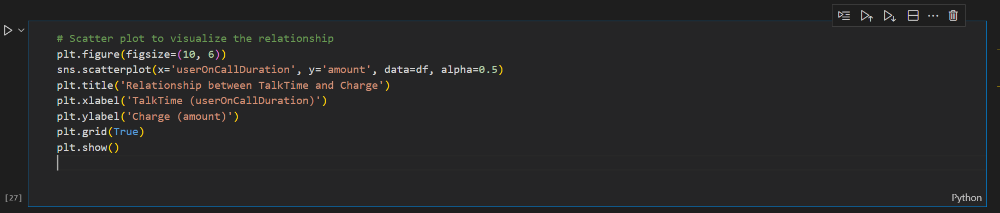 # Scatter plot to visualize the relationship
plt.figure(figsize=(10, 6))
sns.scatterplot(x='userOnCallDuration', y='amount', data=df, alpha=0.5)
plt.title('Relationship between TalkTime and Charge')
plt.xlabel('TalkTime (userOnCallDuration)')
plt.ylabel('Charge (amount)')
plt.grid(True)
plt.show()
[27]
Python